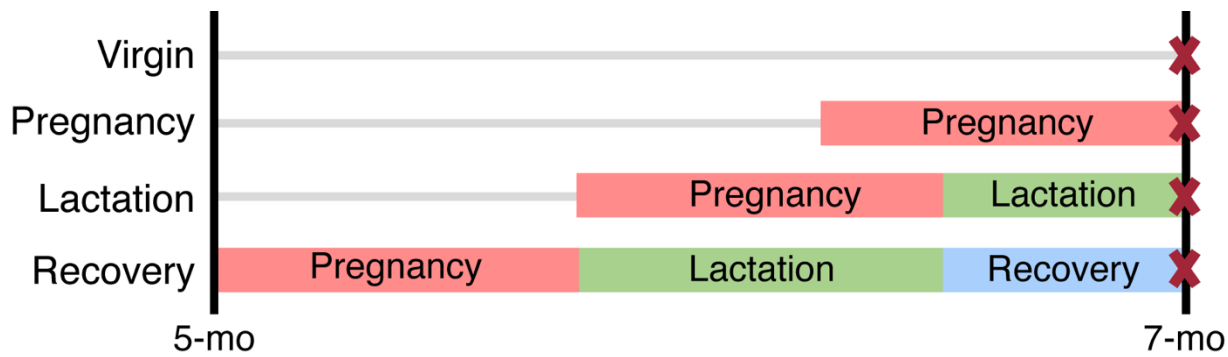 Virgin
Pregnancy Pregnancy
Lactation Pregnancy Lactation
Recovery Pregnancy Lactation Recovery
5-mo 7-mo